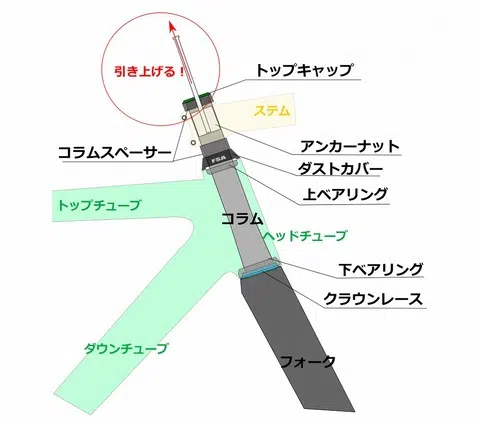 引き上げる！
トップキャップ
ステム
アンカーナット
コラムスペーサー
ダストカバー
FSA
上ベアリング
トップチューブ
コラム
ヘッドチューブ
下ベアリング
クラウンレース
ダウンチューブ
フォーク